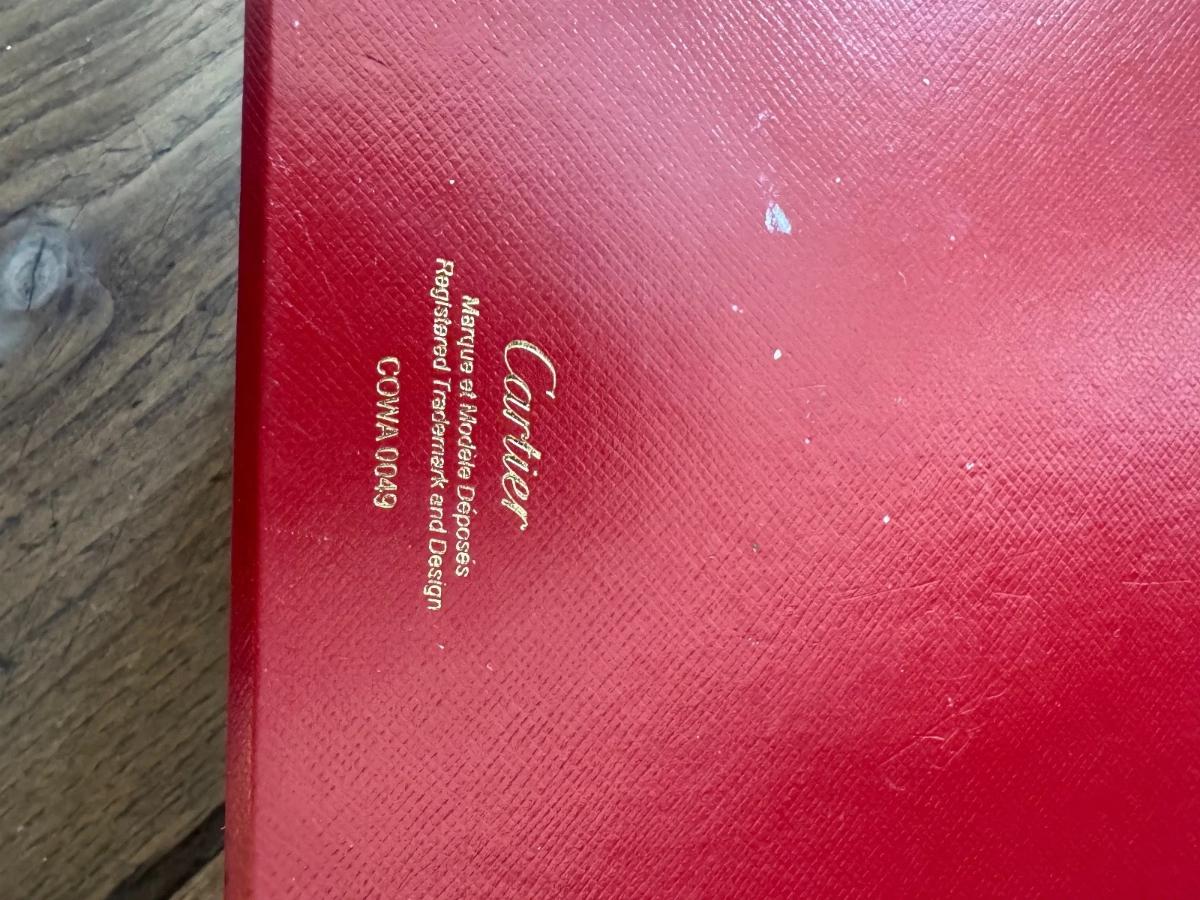 Cartier
Marque et Modèle Déposés
Registered Trademark and Design
COWA 0049